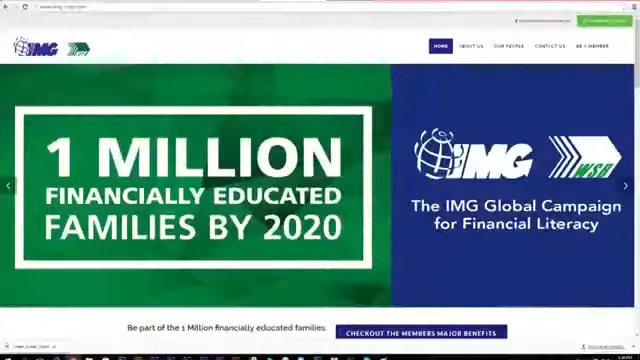 IMG
HOME ABOUT US OUR PEOPLE CONTACT US BE A MEMBER
1 MILLION
FINANCIALLY EDUCATED
FAMILIES BY 2020
IMG WSB
The IMG Global Campaign
for Financial Literacy
Be part of the 1 Million financially educated families.
CHECKOUT THE MEMBERS MAJOR BENEFITS